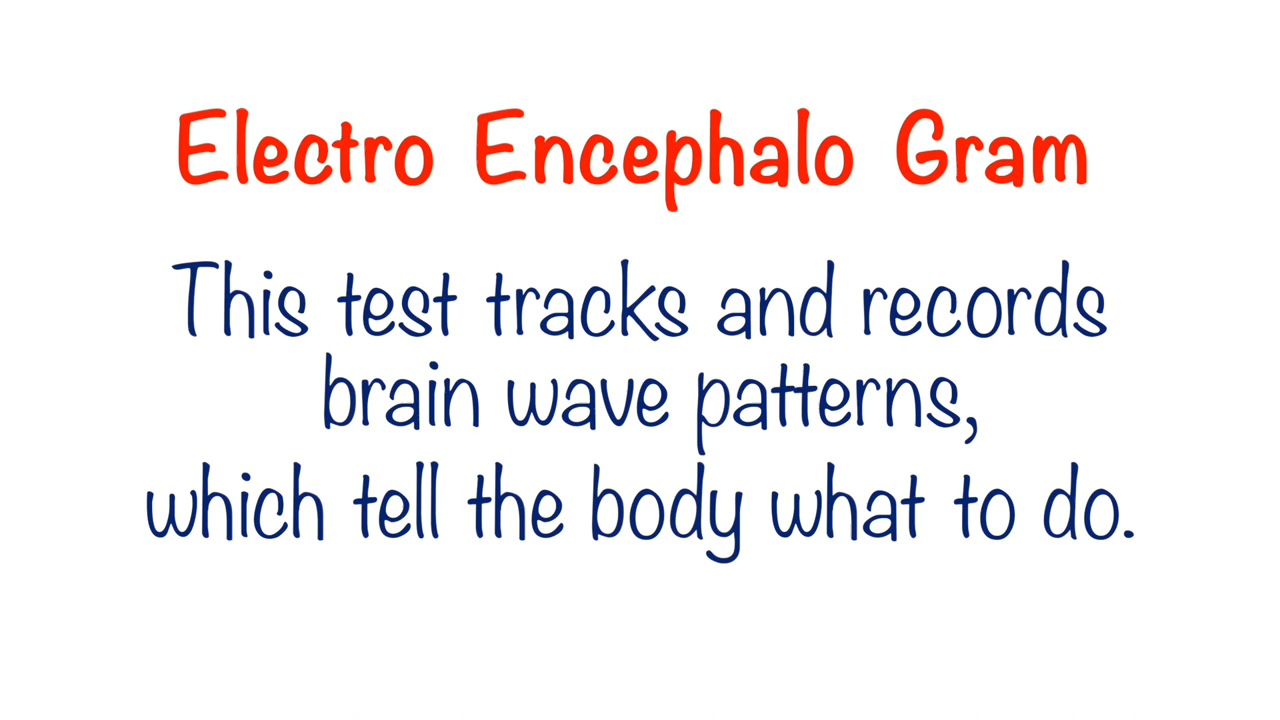 Electro Encephalo Gram
This test tracks and records
brain wave patterns,
which tell the body what to do.